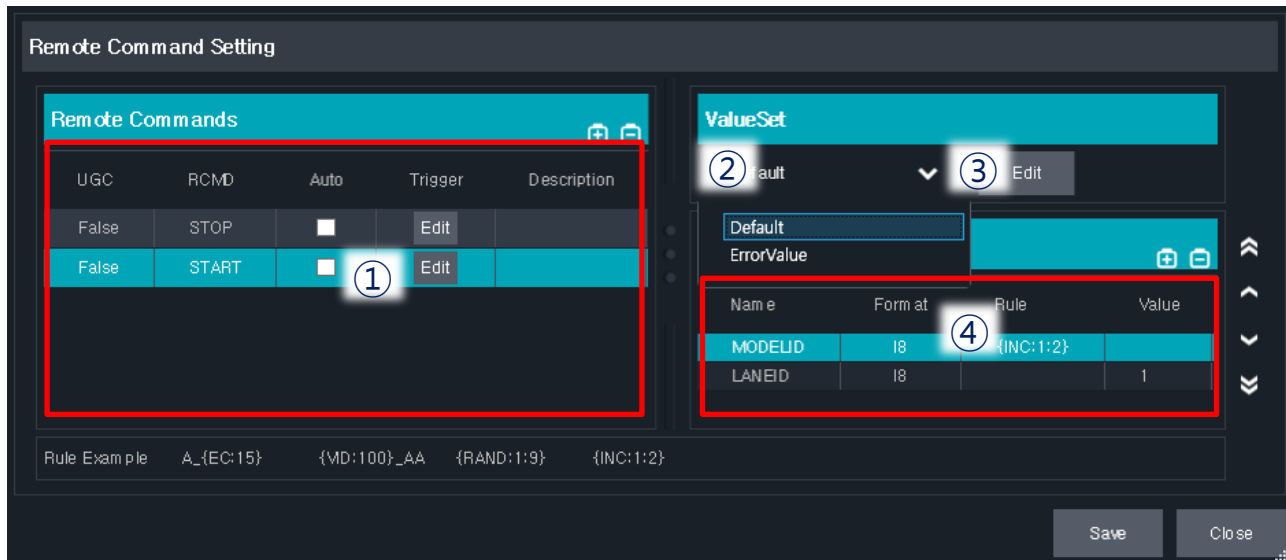 Remote Command Setting
Remote Commands
UGC RCMD Auto Trigger Description
False STOP Edit
False START Edit
①
ValueSet
② ault ③ Edit
Default
ErrorValue
Name Format Rule Value
④
MODELID I8 {INC:1:2}
LANEID I8 1
Rule Example A_{EC:15} {VID:100}_AA {RAND:1:9} {INC:1:2}
Save Close